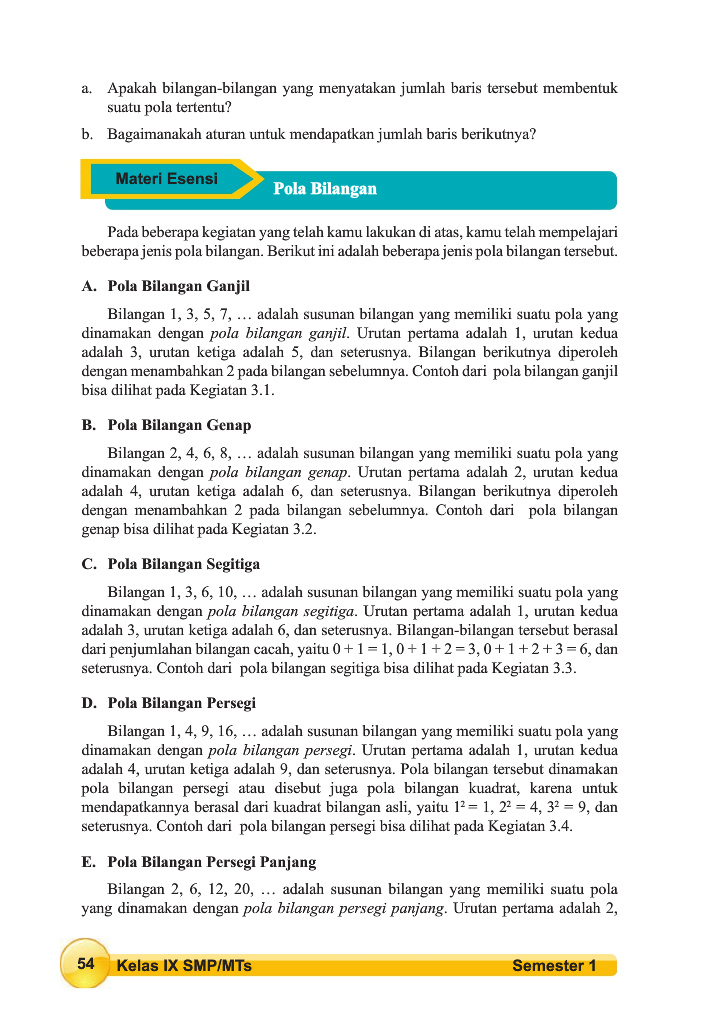 a. Apakah bilangan-bilangan yang menyatakan jumlah baris tersebut membentuk
suatu pola tertentu?
b. Bagaimanakah aturan untuk mendapatkan jumlah baris berikutnya?
Materi Esensi
Pola Bilangan
Pada beberapa kegiatan yang telah kamu lakukan di atas, kamu telah mempelajari
beberapa jenis pola bilangan. Berikut ini adalah beberapa jenis pola bilangan tersebut.
A. Pola Bilangan Ganjil
Bilangan 1, 3, 5, 7, … adalah susunan bilangan yang memiliki suatu pola yang
dinamakan dengan pola bilangan ganjil. Urutan pertama adalah 1, urutan kedua
adalah 3, urutan ketiga adalah 5, dan seterusnya. Bilangan berikutnya diperoleh
dengan menambahkan 2 pada bilangan sebelumnya. Contoh dari pola bilangan ganjil
bisa dilihat pada Kegiatan 3.1.
B. Pola Bilangan Genap
Bilangan 2, 4, 6, 8, … adalah susunan bilangan yang memiliki suatu pola yang
dinamakan dengan pola bilangan genap. Urutan pertama adalah 2, urutan kedua
adalah 4, urutan ketiga adalah 6, dan seterusnya. Bilangan berikutnya diperoleh
dengan menambahkan 2 pada bilangan sebelumnya. Contoh dari pola bilangan
genap bisa dilihat pada Kegiatan 3.2.
C. Pola Bilangan Segitiga
Bilangan 1, 3, 6, 10, … adalah susunan bilangan yang memiliki suatu pola yang
dinamakan dengan pola bilangan segitiga. Urutan pertama adalah 1, urutan kedua
adalah 3, urutan ketiga adalah 6, dan seterusnya. Bilangan-bilangan tersebut berasal
dari penjumlahan bilangan cacah, yaitu 0 + 1 = 1, 0 + 1 + 2 = 3, 0 + 1 + 2 + 3 = 6, dan
seterusnya. Contoh dari pola bilangan segitiga bisa dilihat pada Kegiatan 3.3.
D. Pola Bilangan Persegi
Bilangan 1, 4, 9, 16, … adalah susunan bilangan yang memiliki suatu pola yang
dinamakan dengan pola bilangan persegi. Urutan pertama adalah 1, urutan kedua
adalah 4, urutan ketiga adalah 9, dan seterusnya. Pola bilangan tersebut dinamakan
pola bilangan persegi atau disebut juga pola bilangan kuadrat, karena untuk
mendapatkannya berasal dari kuadrat bilangan asli, yaitu 1² = 1, 2² = 4, 3² = 9, dan
seterusnya. Contoh dari pola bilangan persegi bisa dilihat pada Kegiatan 3.4.
E. Pola Bilangan Persegi Panjang
Bilangan 2, 6, 12, 20, … adalah susunan bilangan yang memiliki suatu pola
yang dinamakan dengan pola bilangan persegi panjang. Urutan pertama adalah 2,
54 Kelas IX SMP/MTs Semester 1